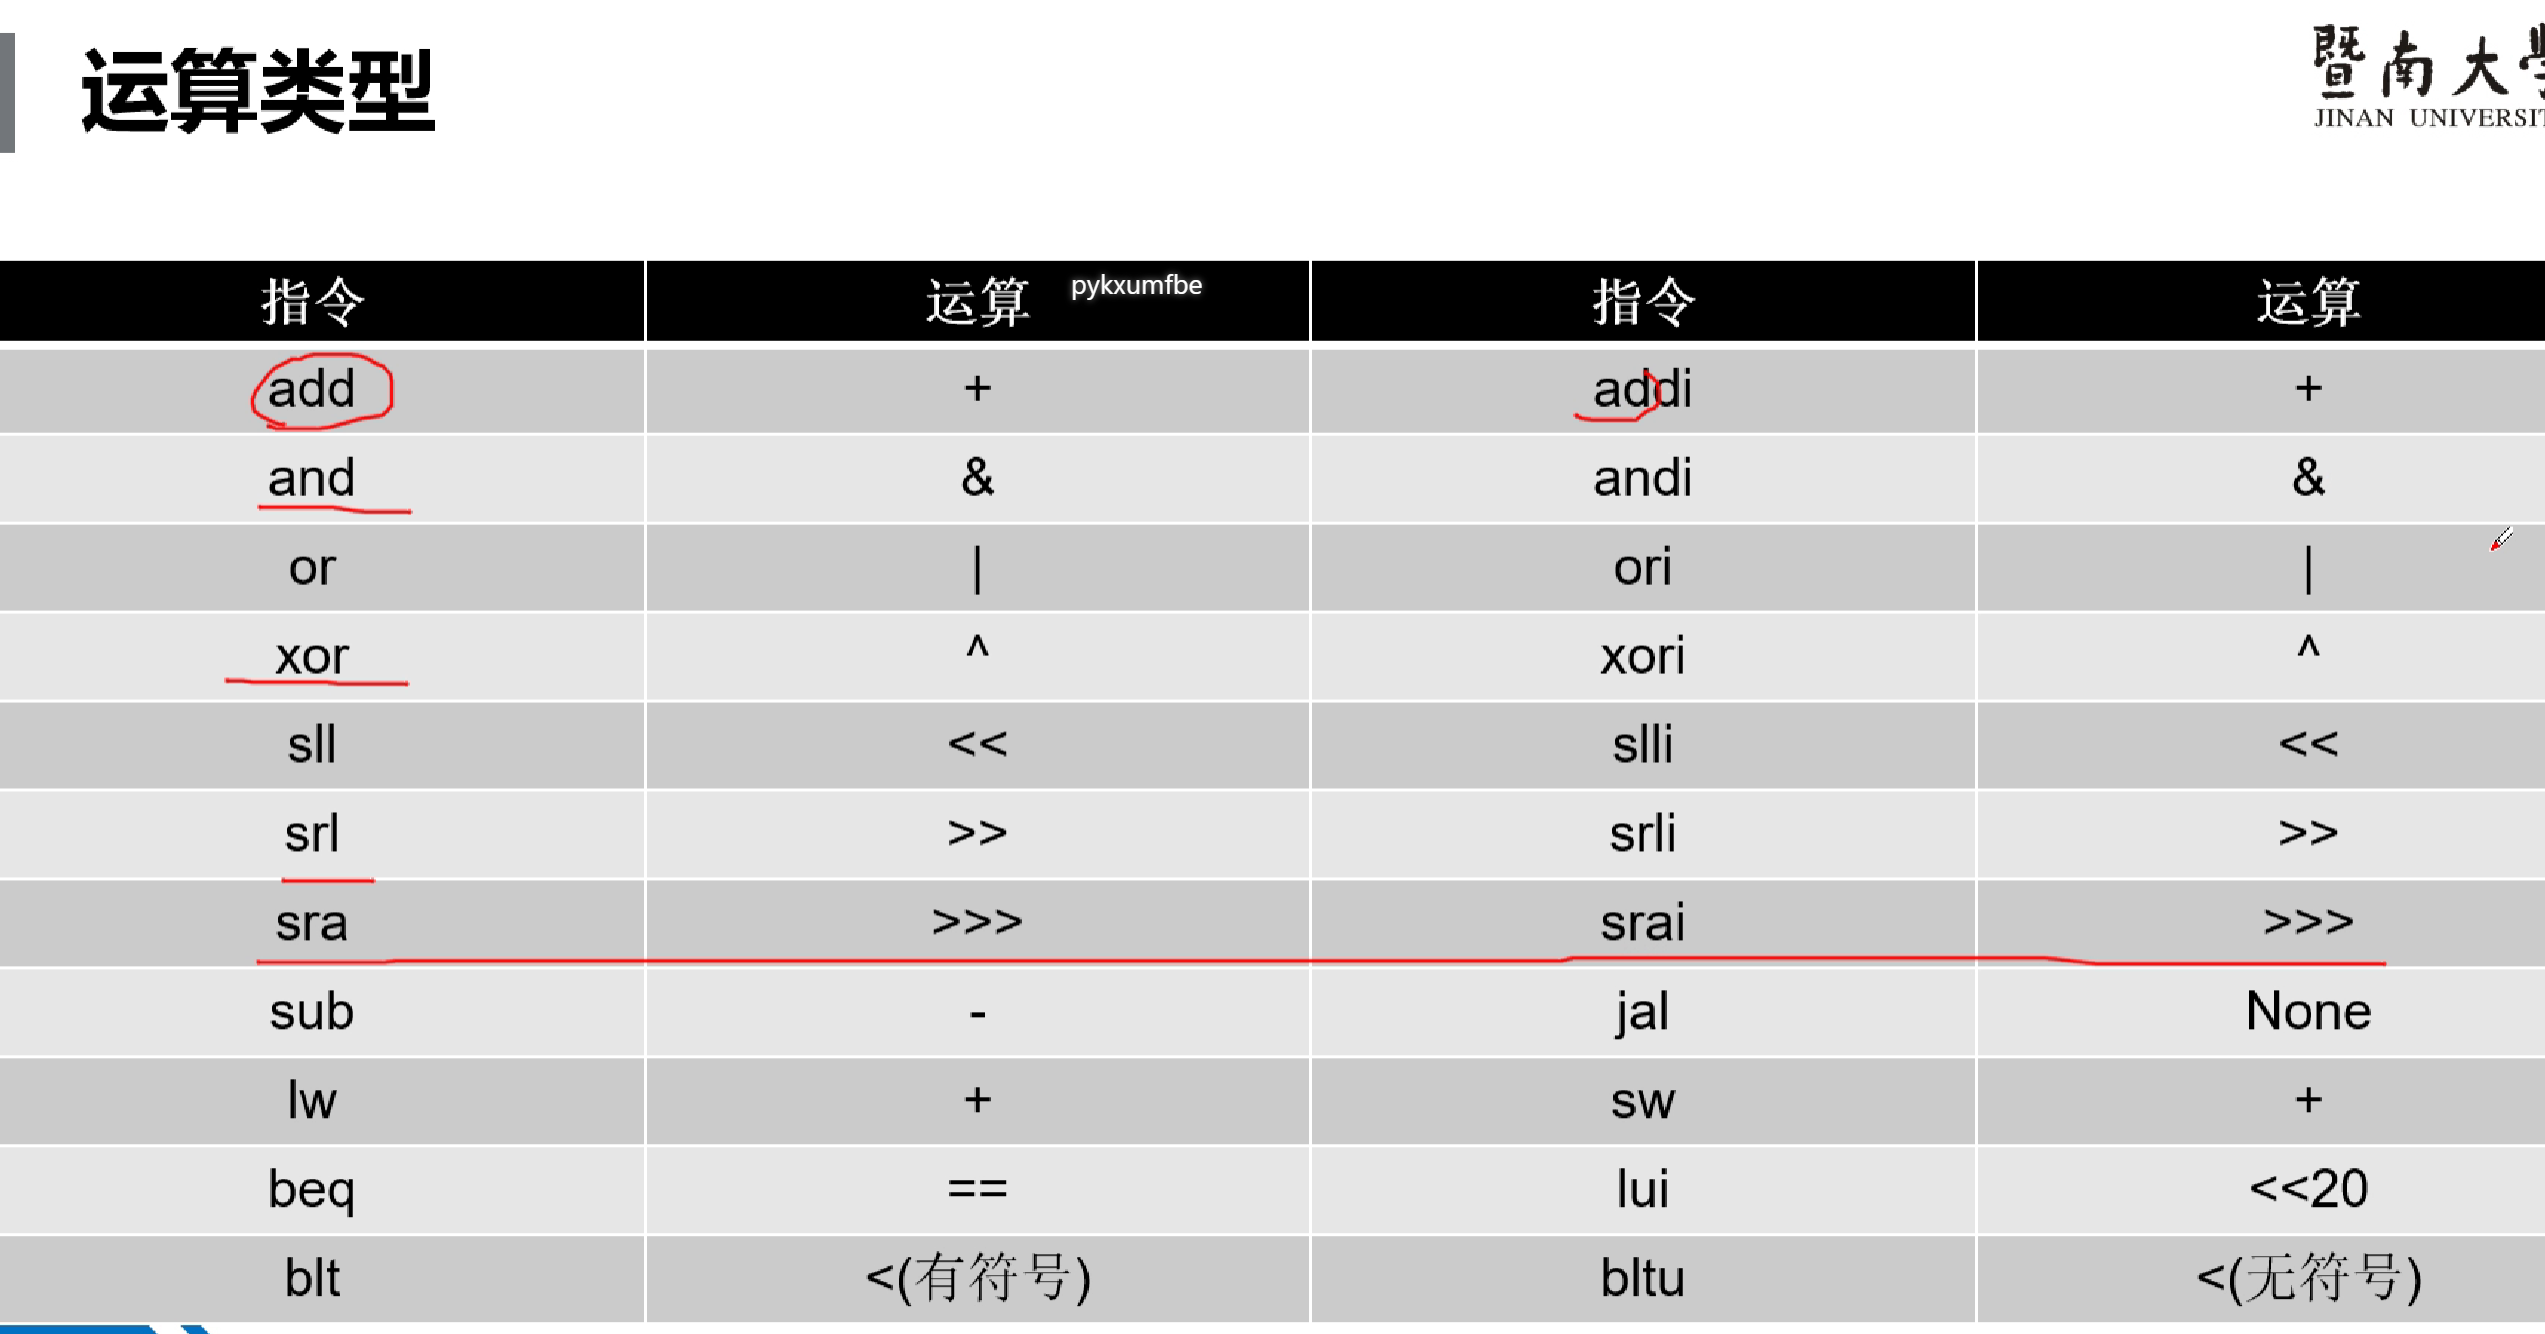 运算类型
暨南大學
JINAN UNIVERSIT
指令 运算 pykxumfbe 指令 运算
add + addi +
and & andi &
or | ori |
xor ^ xori ^
sll << slli <<
srl >> srli >>
sra >>> srai >>>
sub - jal None
lw + sw +
beq == lui <<20
blt <(有符号) bltu <(无符号)